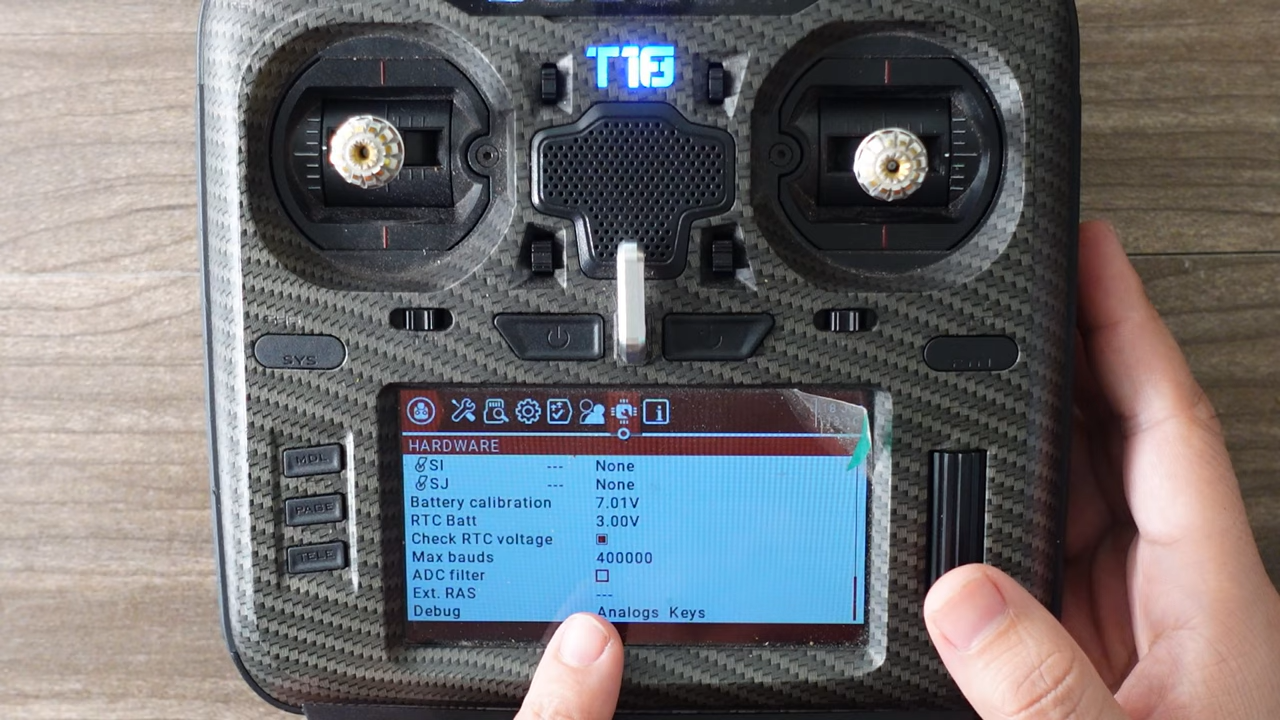 T16
SYS
MDL
PAGE
TELE
HARDWARE
SI --- None
SJ --- None
Battery calibration 7.01V
RTC Batt 3.00V
Check RTC voltage
Max bauds 400000
ADC filter
Ext. RAS ---
Debug Analogs Keys